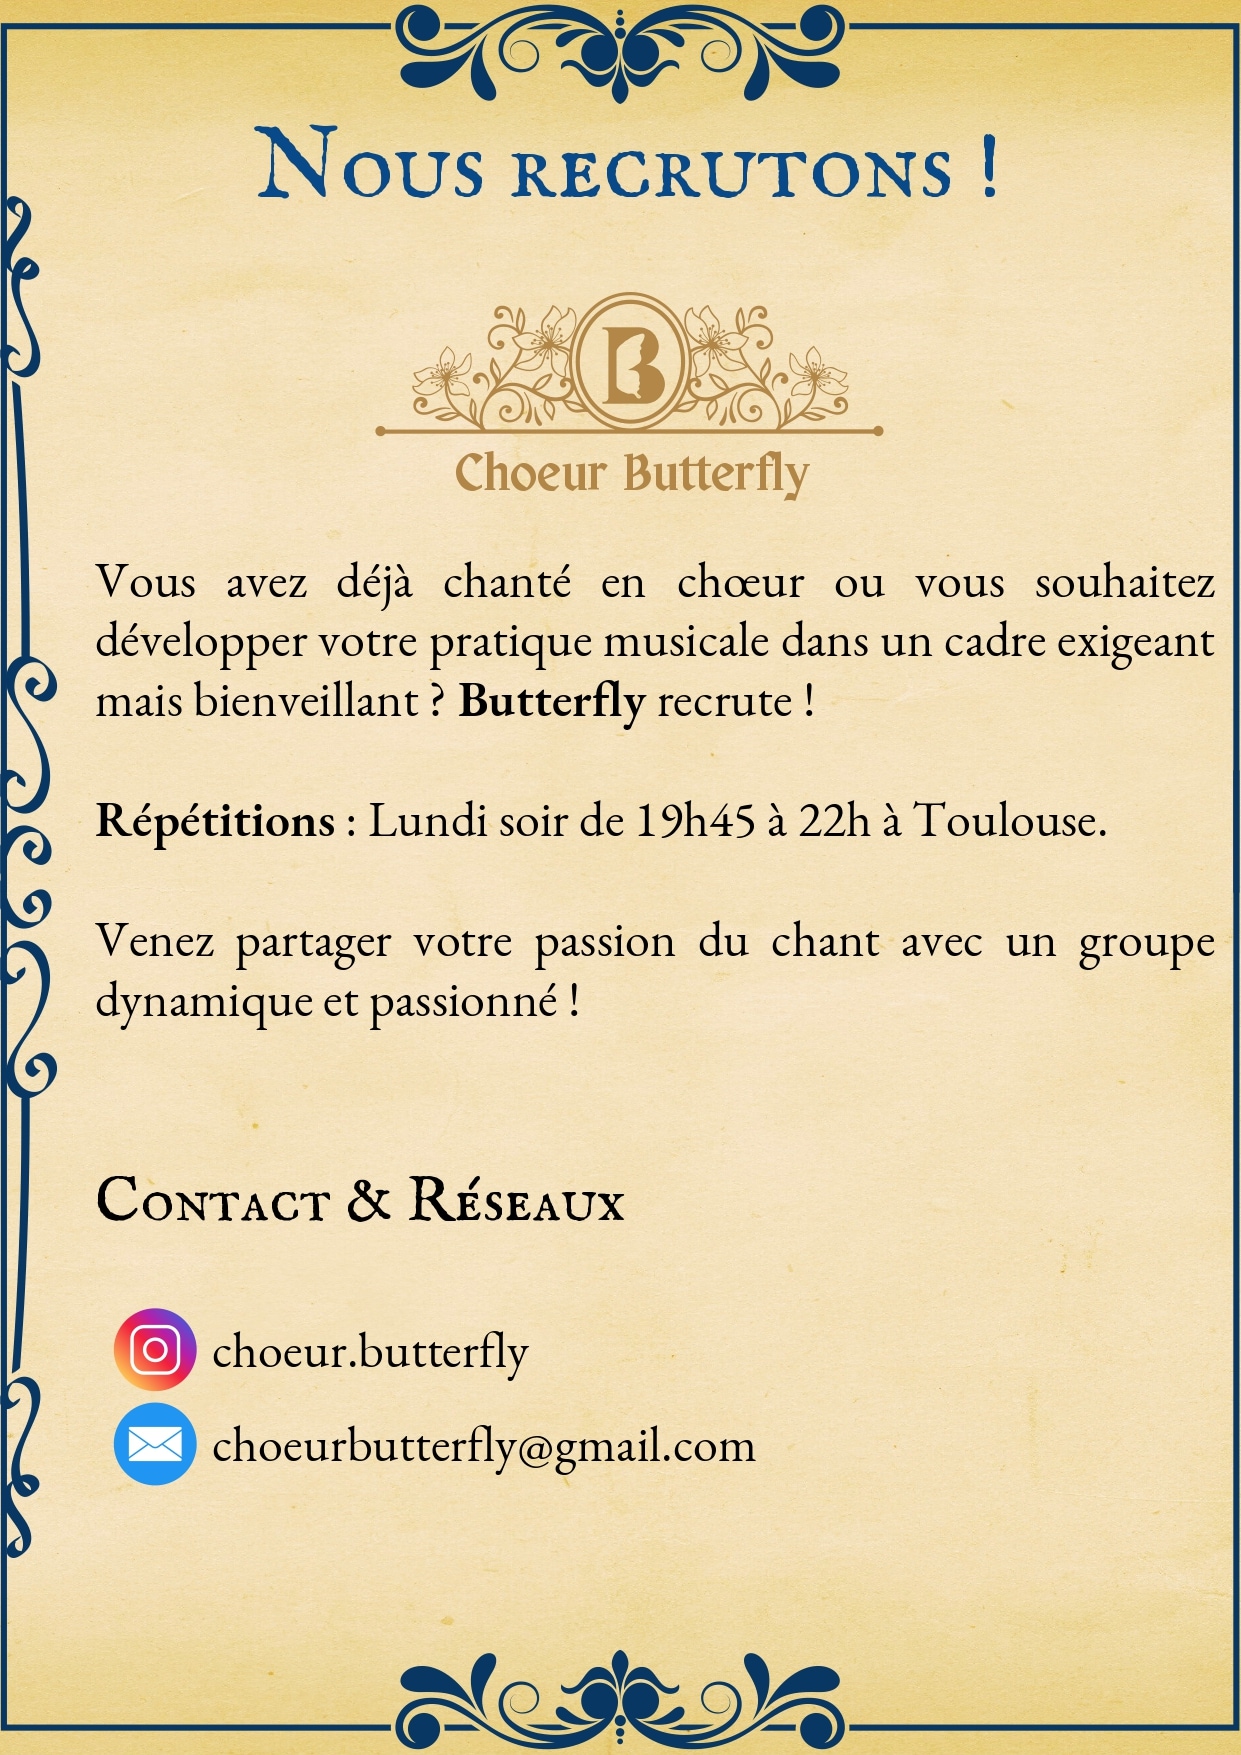 Nous recrutons !
B
Choeur Butterfly
Vous avez déjà chanté en chœur ou vous souhaitez
développer votre pratique musicale dans un cadre exigeant
mais bienveillant ? Butterfly recrute !
Répétitions : Lundi soir de 19h45 à 22h à Toulouse.
Venez partager votre passion du chant avec un groupe
dynamique et passionné !
Contact & Réseaux
choeur.butterfly
choeurbutterfly@gmail.com